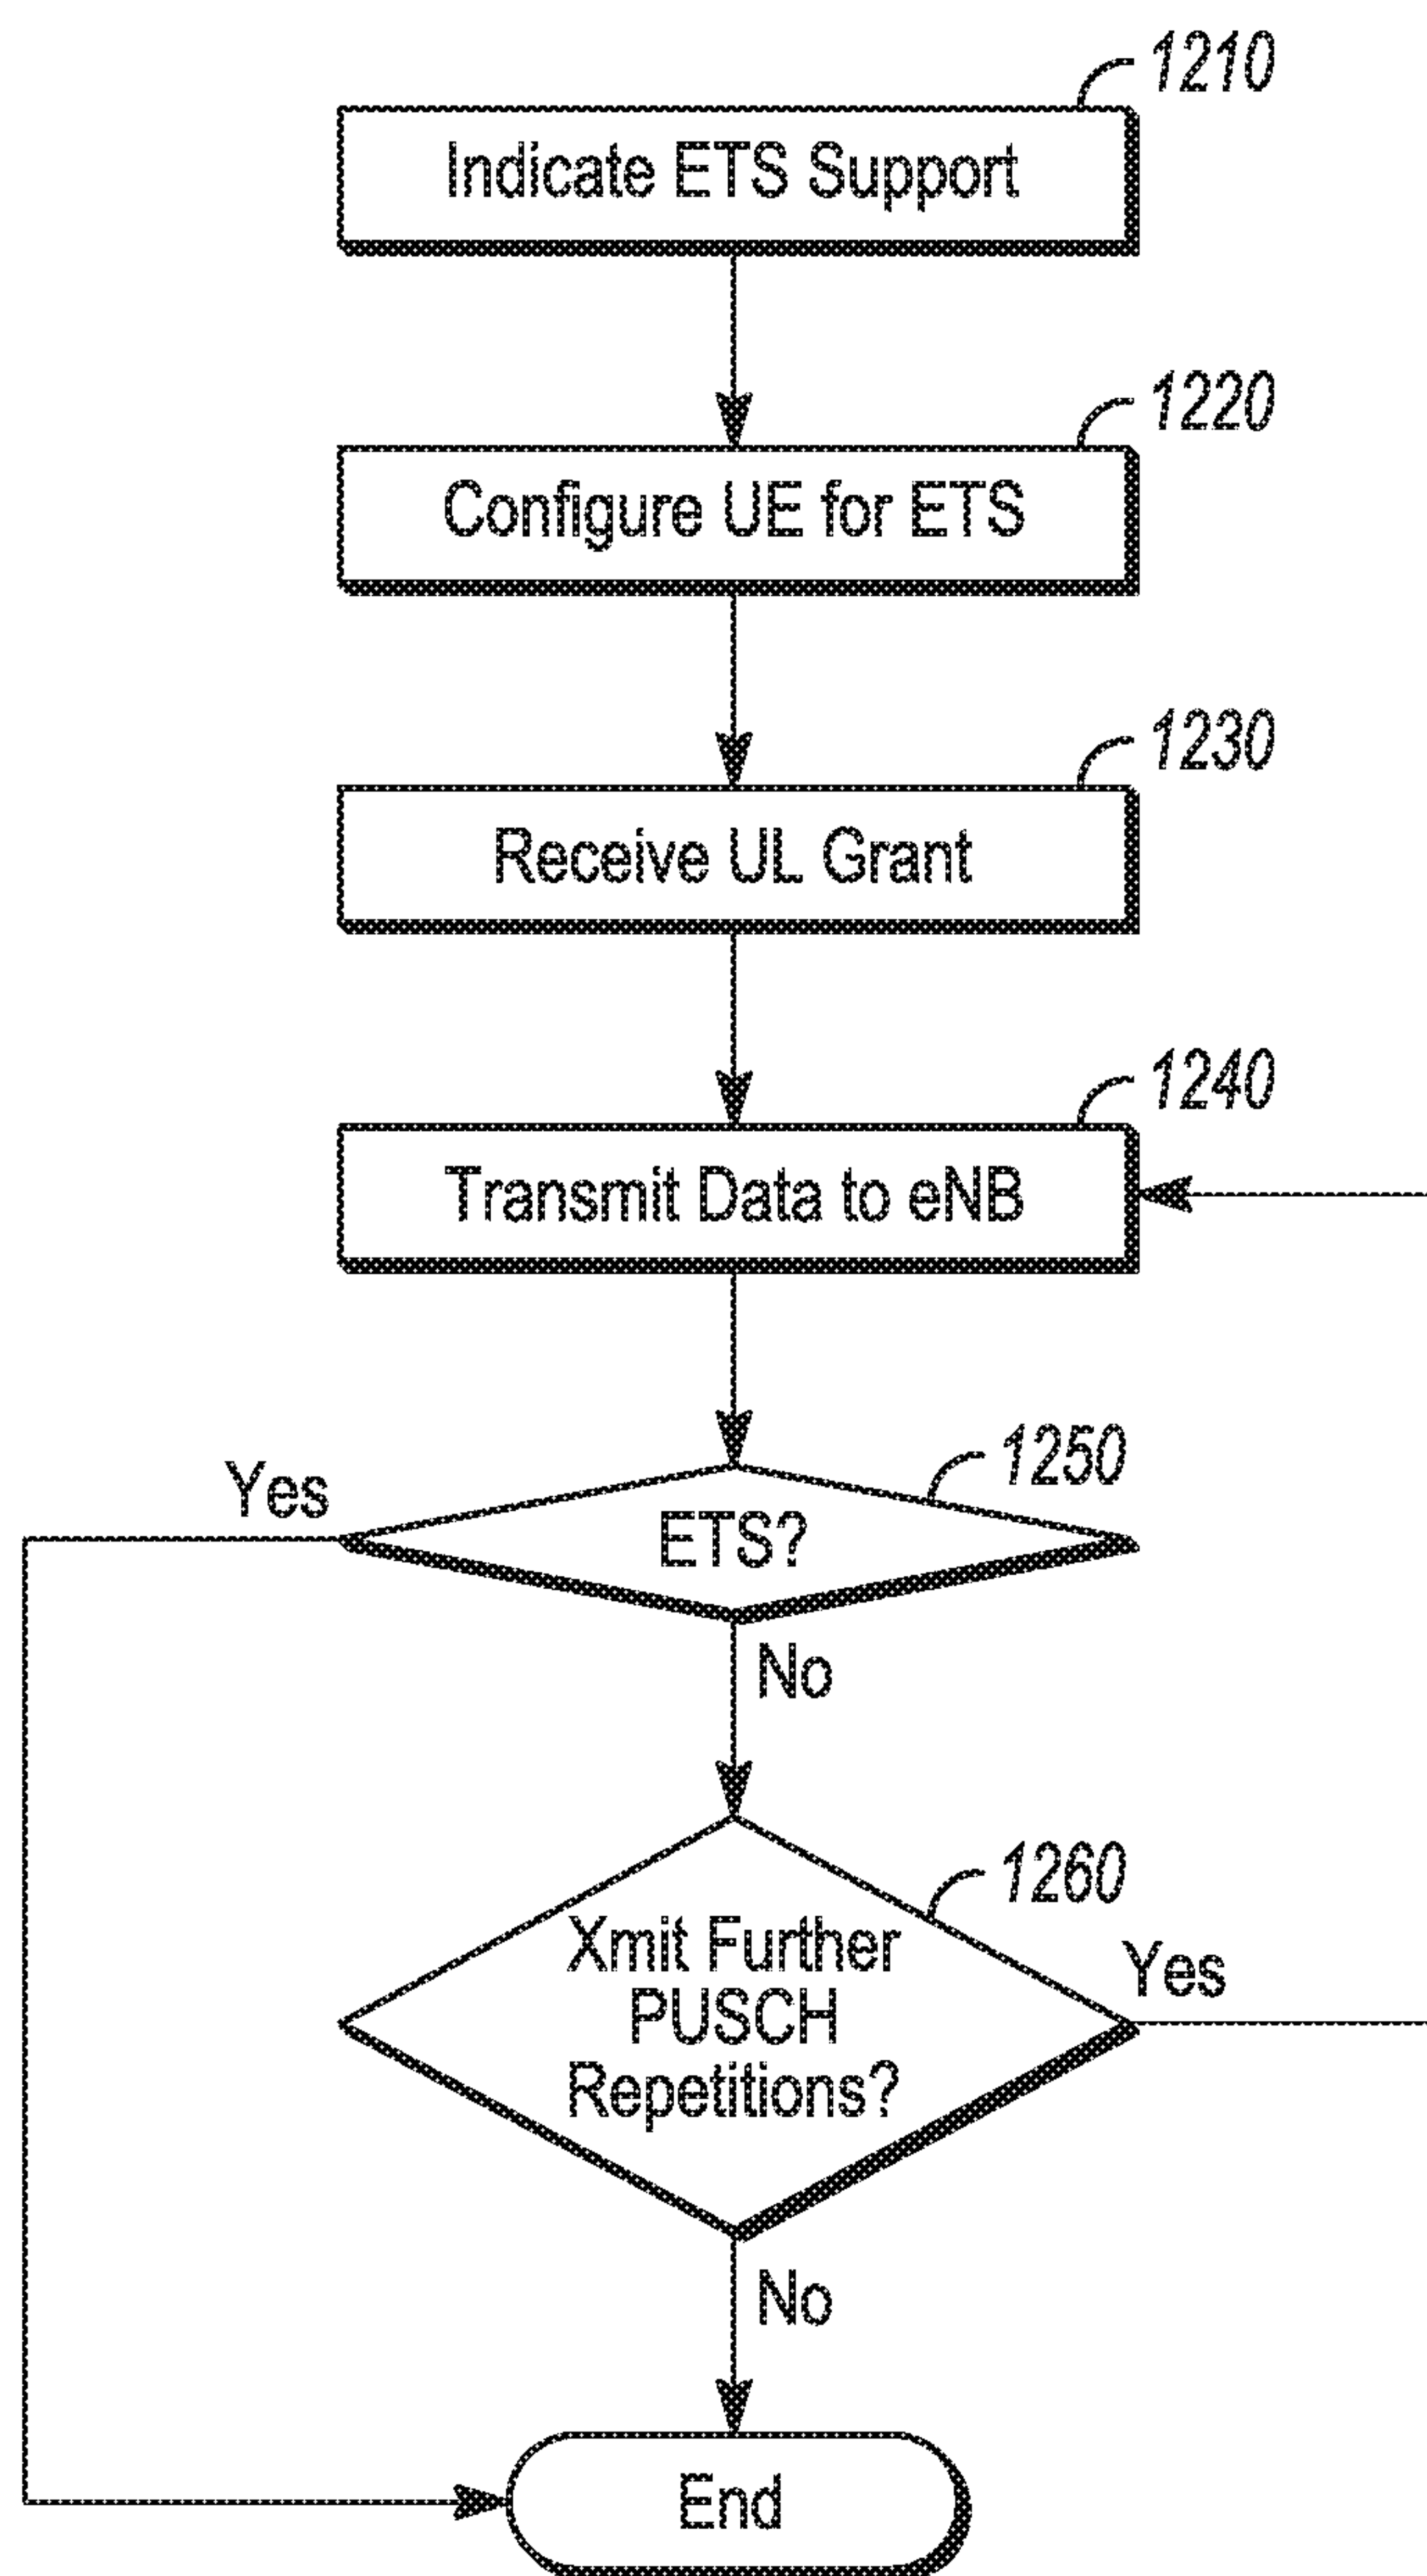 1210
Indicate ETS Support
1220
Configure UE for ETS
1230
Receive UL Grant
1240
Transmit Data to eNB
1250
Yes
ETS?
No
1260
Xmit Further
Yes
PUSCH
Repetitions?
No
End